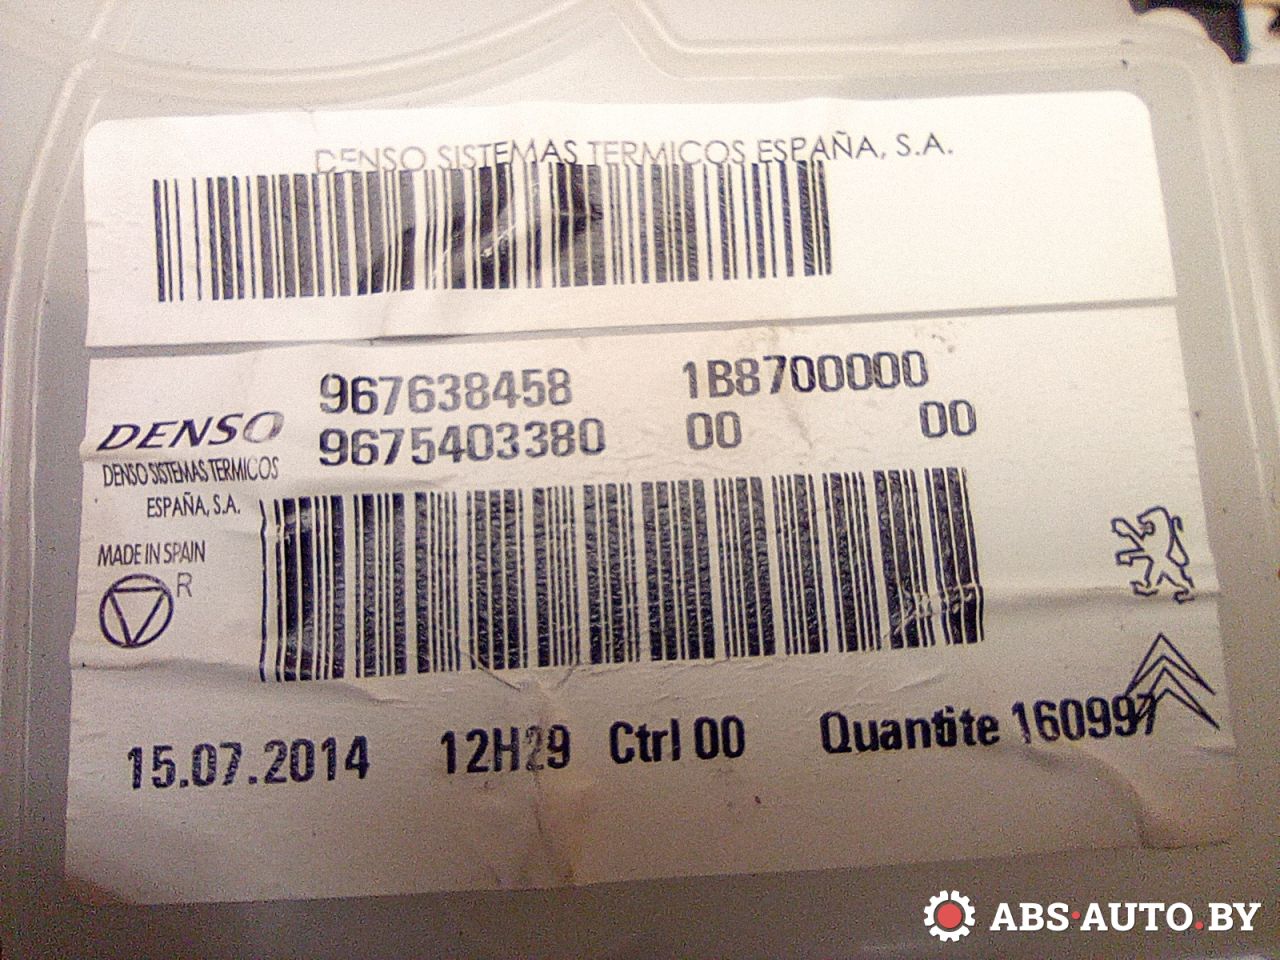 DENSO SISTEMAS TERMICOS ESPAÑA, S.A.
967638458 1B8700000
DENSO 9675403380 00 00
DENSO SISTEMAS TERMICOS
ESPAÑA, S.A.
MADE IN SPAIN
R
15.07.2014 12H29 Ctrl 00 Quantite 160997
ABS·AUTO.BY